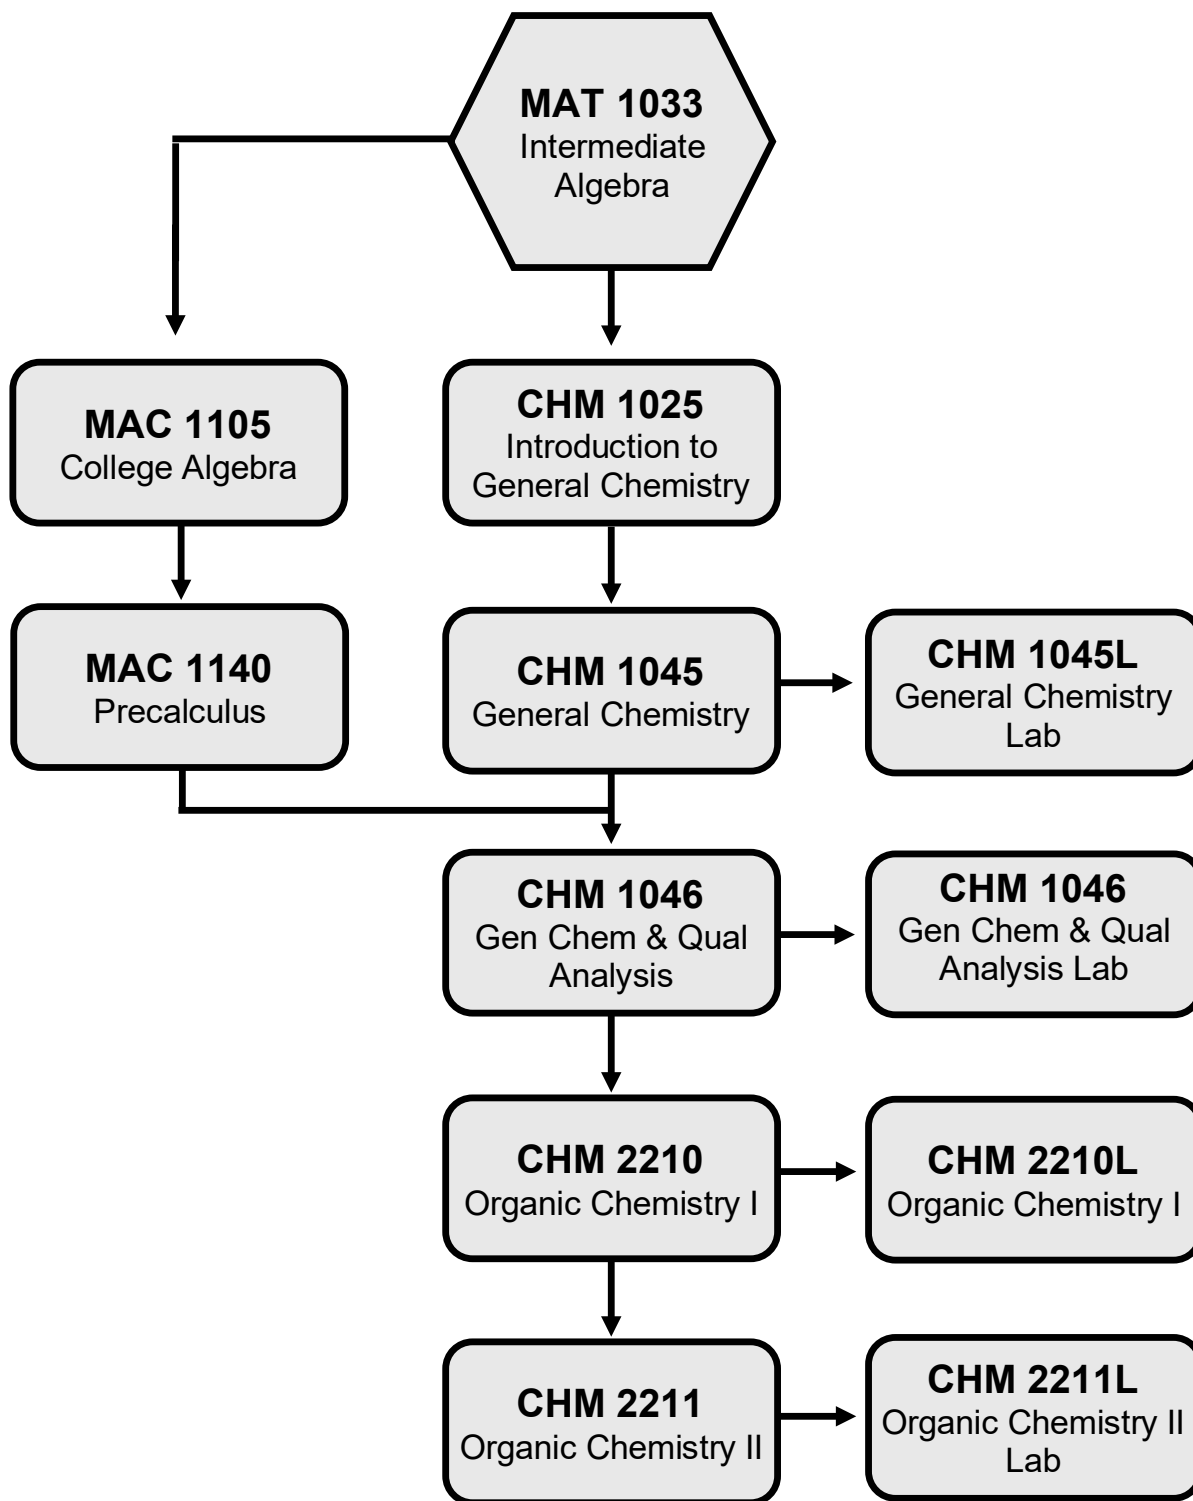 MAT 1033
Intermediate
Algebra
MAC 1105
College Algebra
CHM 1025
Introduction to
General Chemistry
MAC 1140
Precalculus
CHM 1045
General Chemistry
CHM 1045L
General Chemistry
Lab
CHM 1046
Gen Chem & Qual
Analysis
CHM 1046
Gen Chem & Qual
Analysis Lab
CHM 2210
Organic Chemistry I
CHM 2210L
Organic Chemistry I
CHM 2211
Organic Chemistry II
CHM 2211L
Organic Chemistry II
Lab